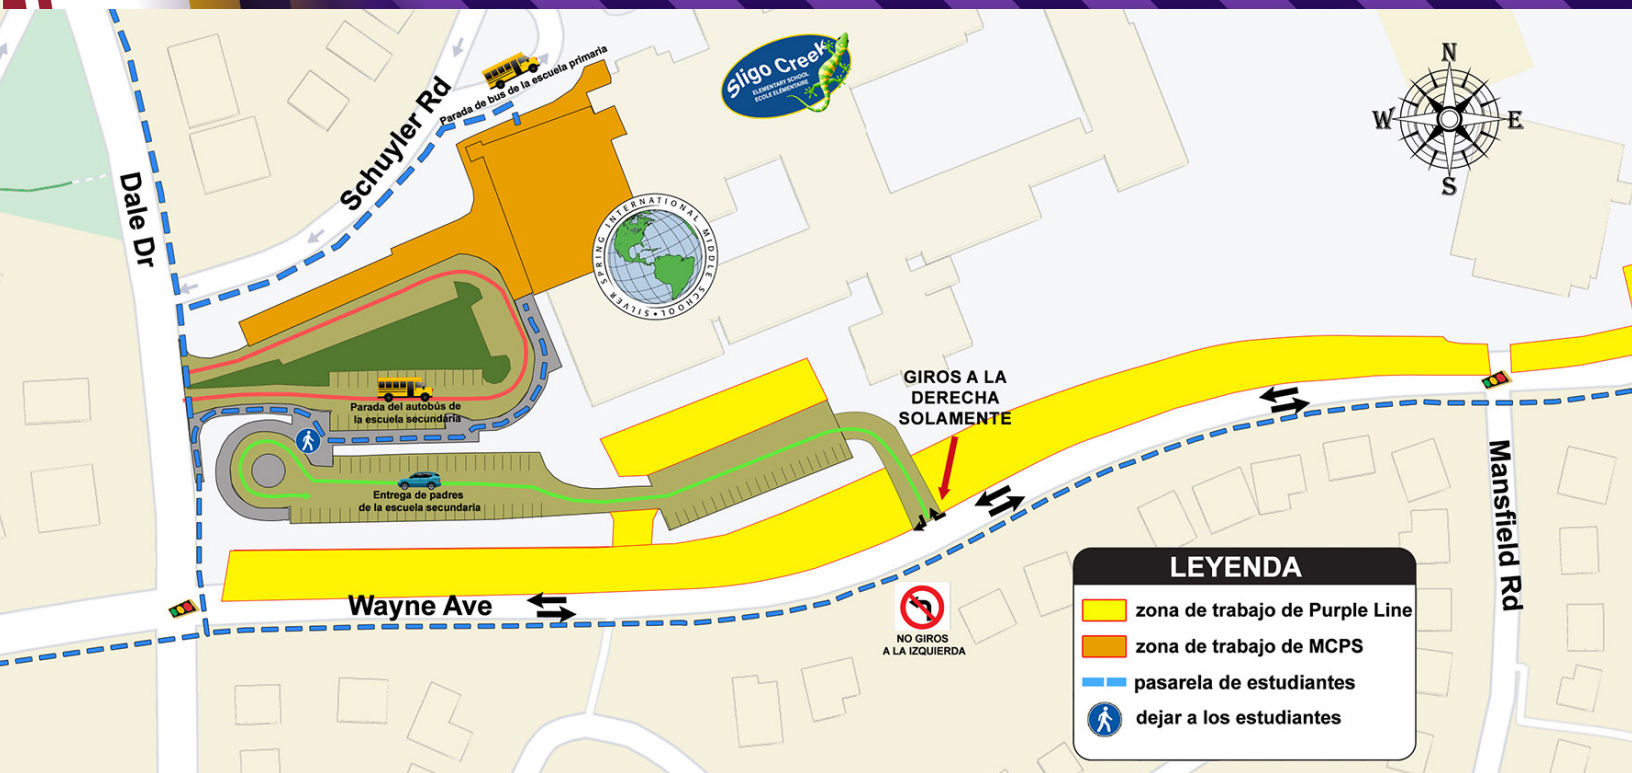 Sligo Creek
ELEMENTARY SCHOOL
ECOLE ELÉMENTAIRE
N
W
E
S
Parada de bus de la escuela primaria
Schuyler Rd
Dale Dr
SILVER SPRING INTERNATIONAL MIDDLE SCHOOL
GIROS A LA
DERECHA
SOLAMENTE
Parada del autobús de
la escuela secundaria
Entrega de padres
de la escuela secundaria
Mansfield Rd
Wayne Ave
NO GIROS
A LA IZQUIERDA
LEYENDA
zona de trabajo de Purple Line
zona de trabajo de MCPS
pasarela de estudiantes
dejar a los estudiantes